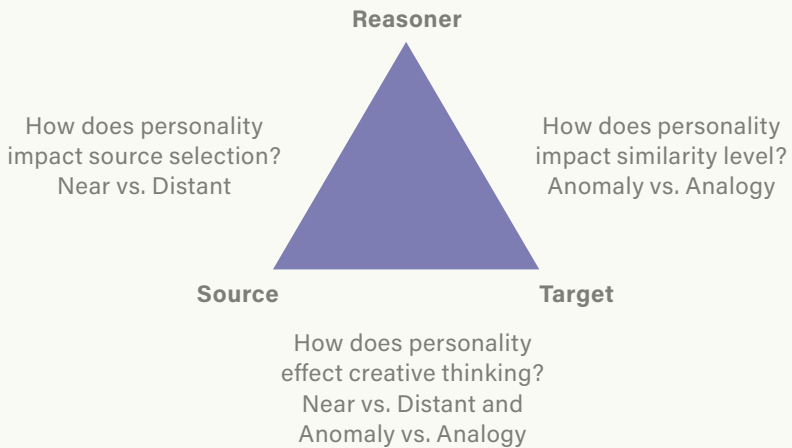 Reasoner
How does personality
impact source selection?
Near vs. Distant
How does personality
impact similarity level?
Anomaly vs. Analogy
Source
Target
How does personality
effect creative thinking?
Near vs. Distant and
Anomaly vs. Analogy